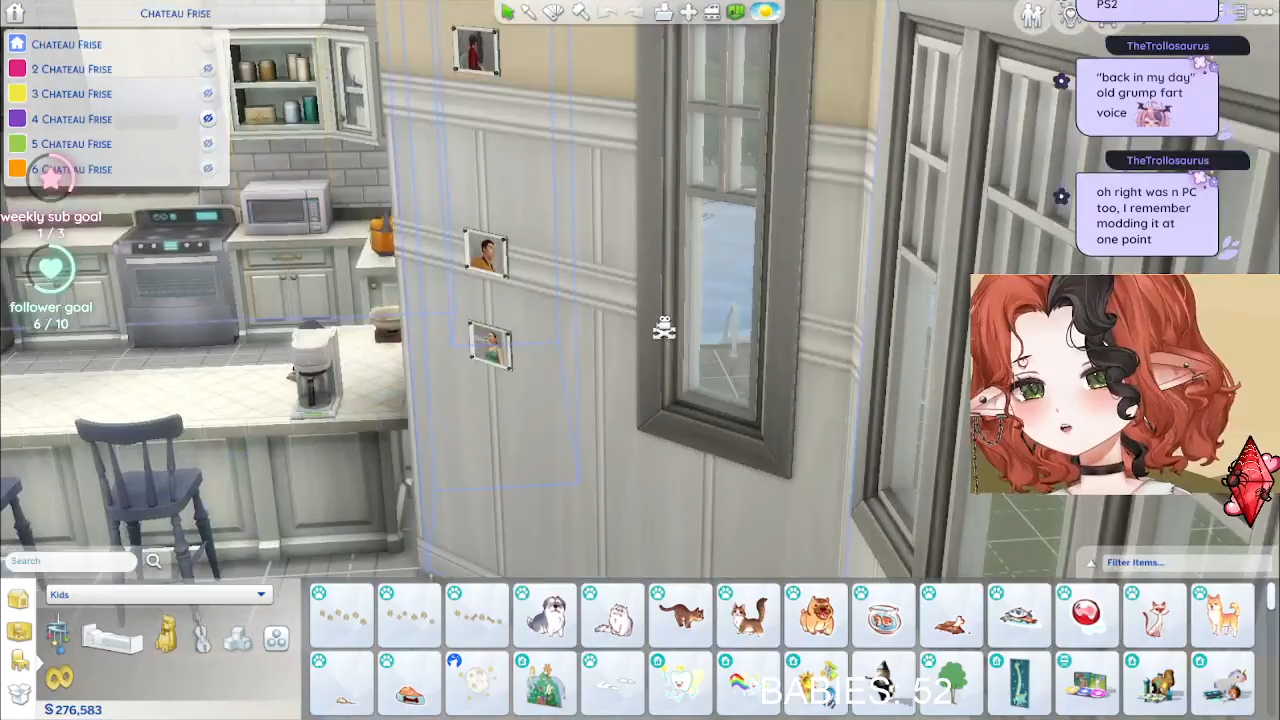 CHATEAU FRISE
CHATEAU FRISE
2 CHATEAU FRISE
3 CHATEAU FRISE
4 CHATEAU FRISE
5 CHATEAU FRISE
6 CHATEAU FRISE
weekly sub goal
1 / 3
follower goal
6 / 10
PS2
TheTrollosaurus
"back in my day"
old grump fart
voice
TheTrollosaurus
oh right was n PC
too, I remember
modding it at
one point
Search
Filter Items...
Kids
§276,583
BABIES: 52